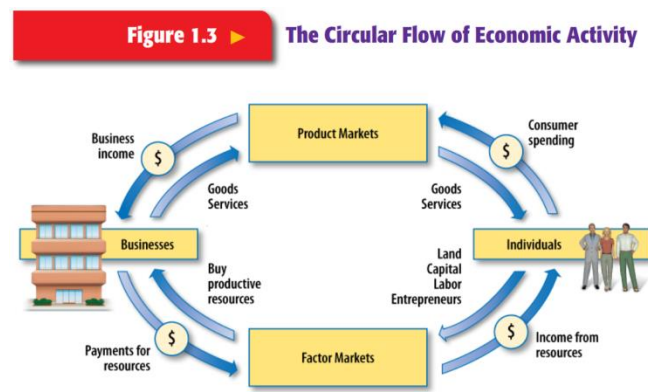 Figure 1.3 ► The Circular Flow of Economic Activity
Product Markets
Business
income
$
Consumer
spending
$
Goods
Services
Goods
Services
Businesses
Individuals
Buy
productive
resources
Land
Capital
Labor
Entrepreneurs
Payments for
resources
$
Factor Markets
$
Income from
resources